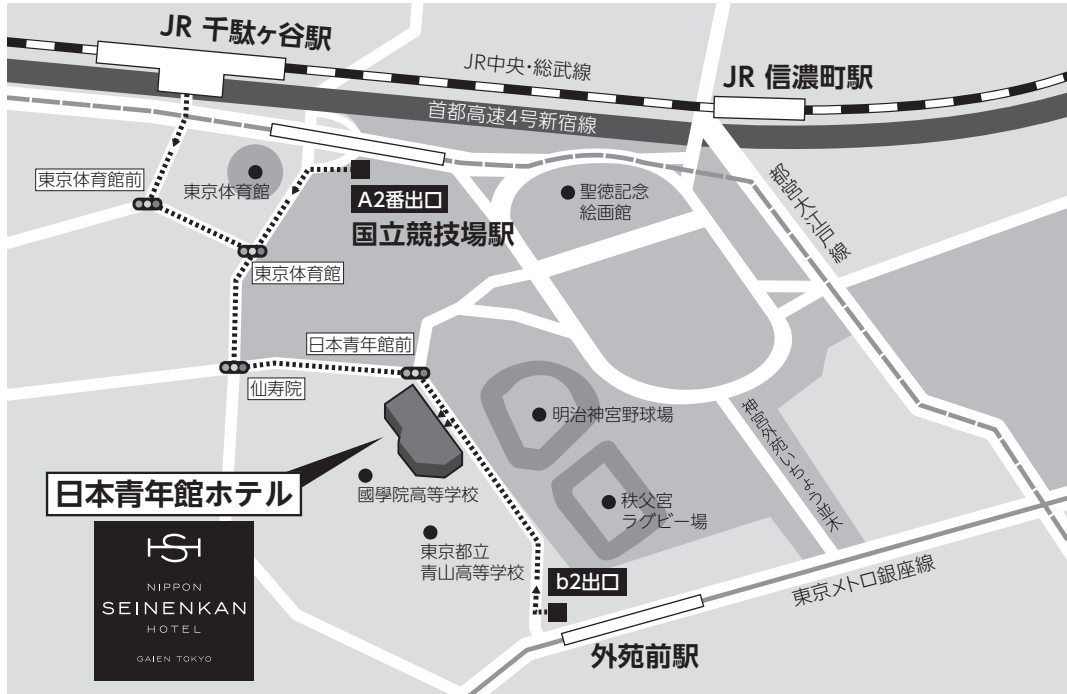 JR 千駄ヶ谷駅
JR中央・総武線
JR 信濃町駅
首都高速4号新宿線
東京体育館前
東京体育館
A2番出口
国立競技場駅
聖徳記念
絵画館
都営大江戸線
東京体育館
日本青年館前
仙寿院
明治神宮野球場
神宮外苑いちょう並木
日本青年館ホテル
國學院高等学校
秩父宮
ラグビー場
東京都立
青山高等学校
b2出口
東京メトロ銀座線
外苑前駅
NIPPON
SEINENKAN
HOTEL
GAIEN TOKYO